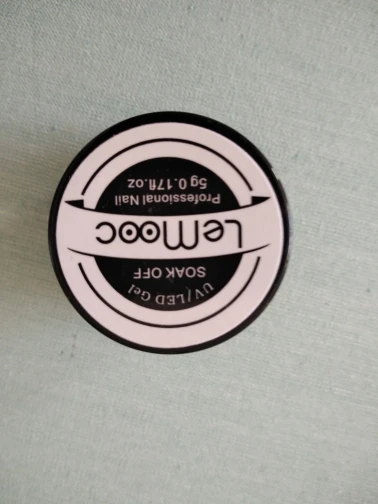 UV/LED Gel
SOAK OFF
LeMooc
Professional Nail
5g 0.17fl.oz